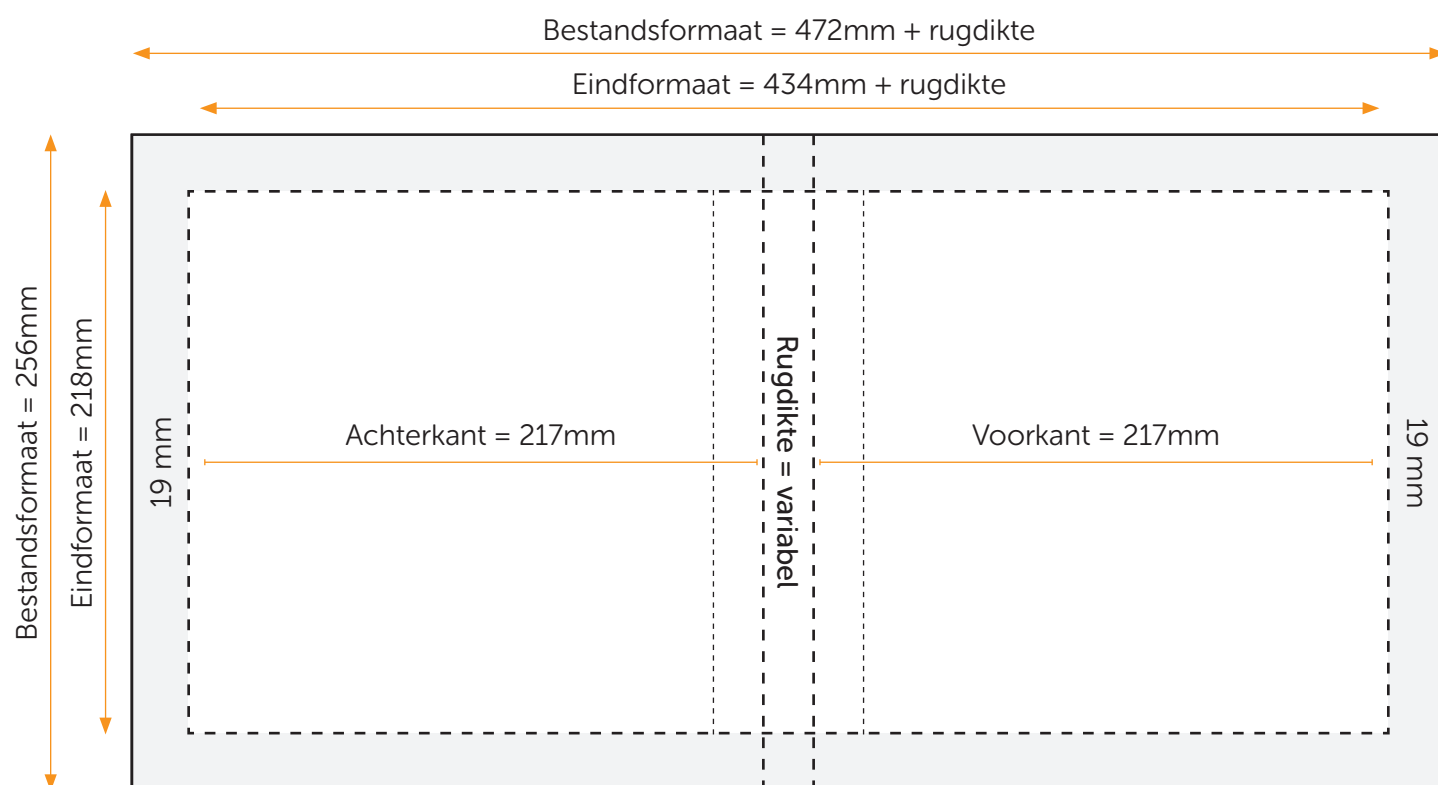 Bestandsformaat = 472mm + rugdikte
Eindformaat = 434mm + rugdikte
Bestandsformaat = 256mm
Eindformaat = 218mm
19 mm
Achterkant = 217mm
Rugdikte = variabel
Voorkant = 217mm
19 mm